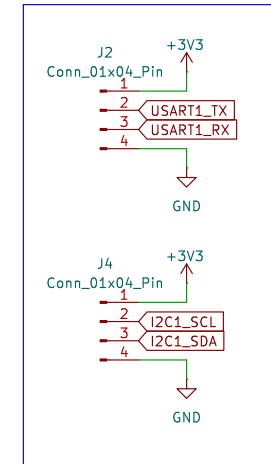 J2
+3V3
Conn_01x04_Pin
1
2 USART1_TX
3 USART1_RX
4
GND
J4
+3V3
Conn_01x04_Pin
1
2 I2C1_SCL
3 I2C1_SDA
4
GND